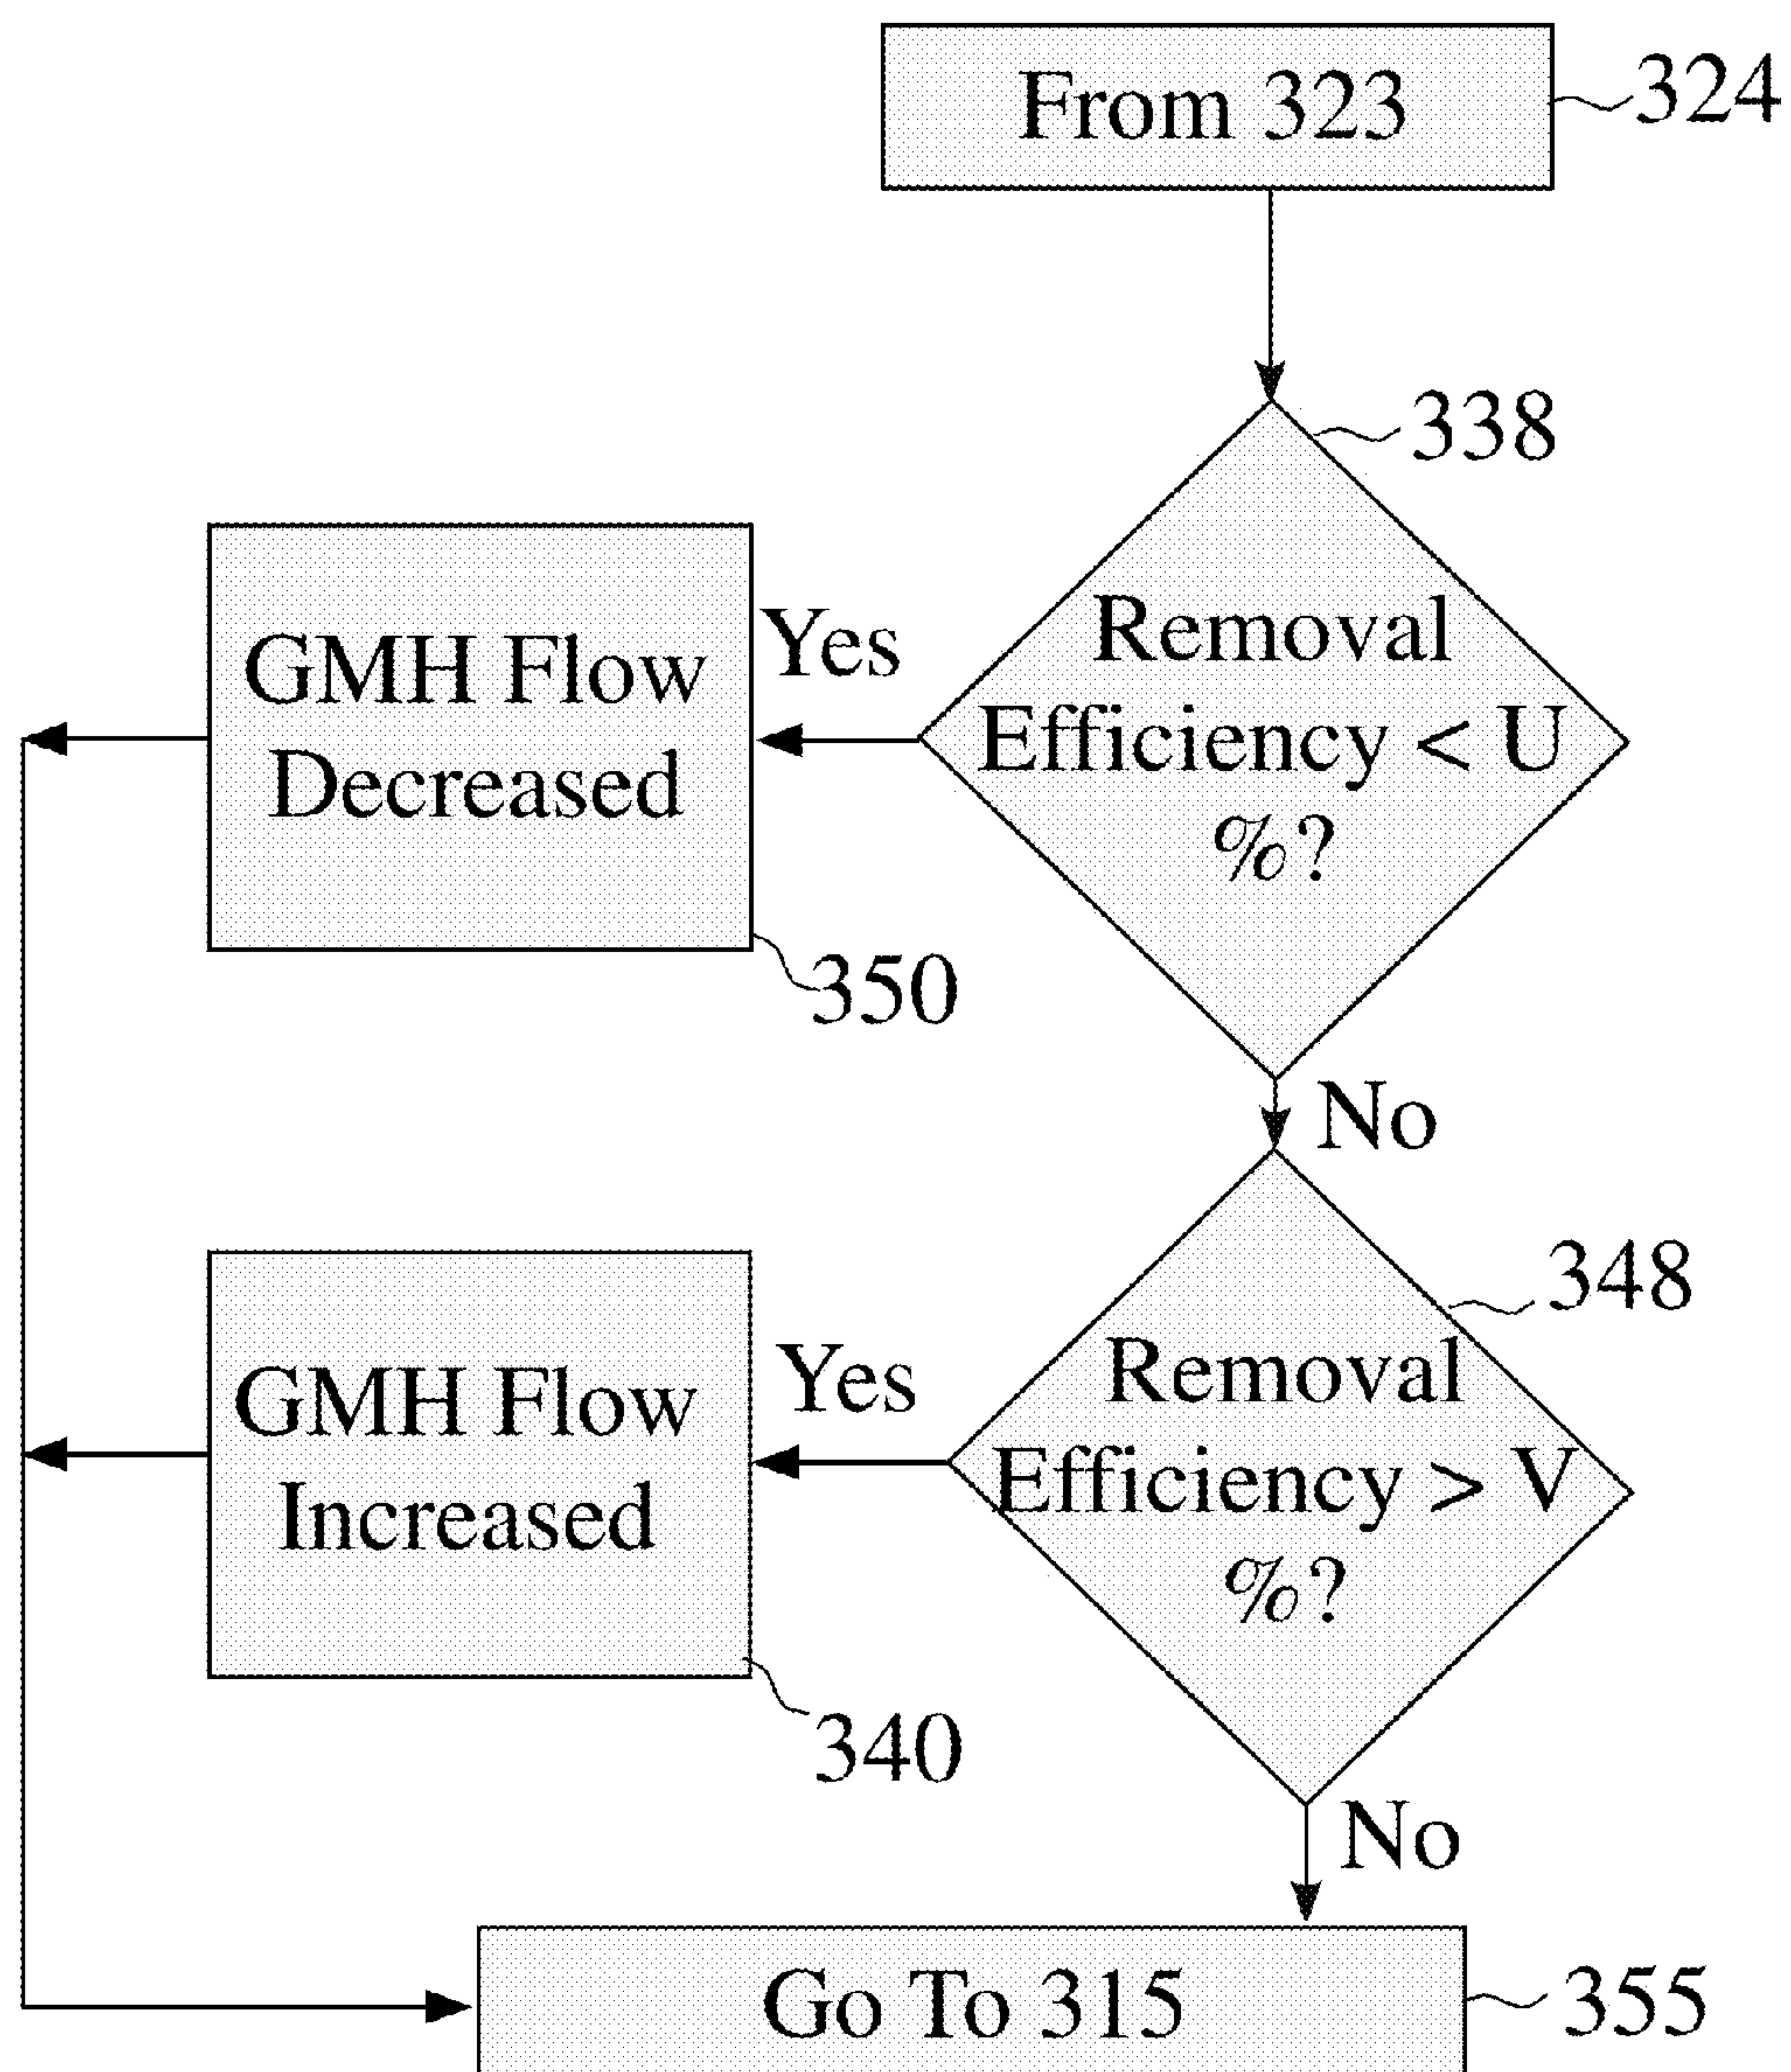 From 323
324
338
Removal
Efficiency < U
%?
Yes
GMH Flow
Decreased
350
No
348
Removal
Efficiency > V
%?
Yes
GMH Flow
Increased
340
No
Go To 315
355